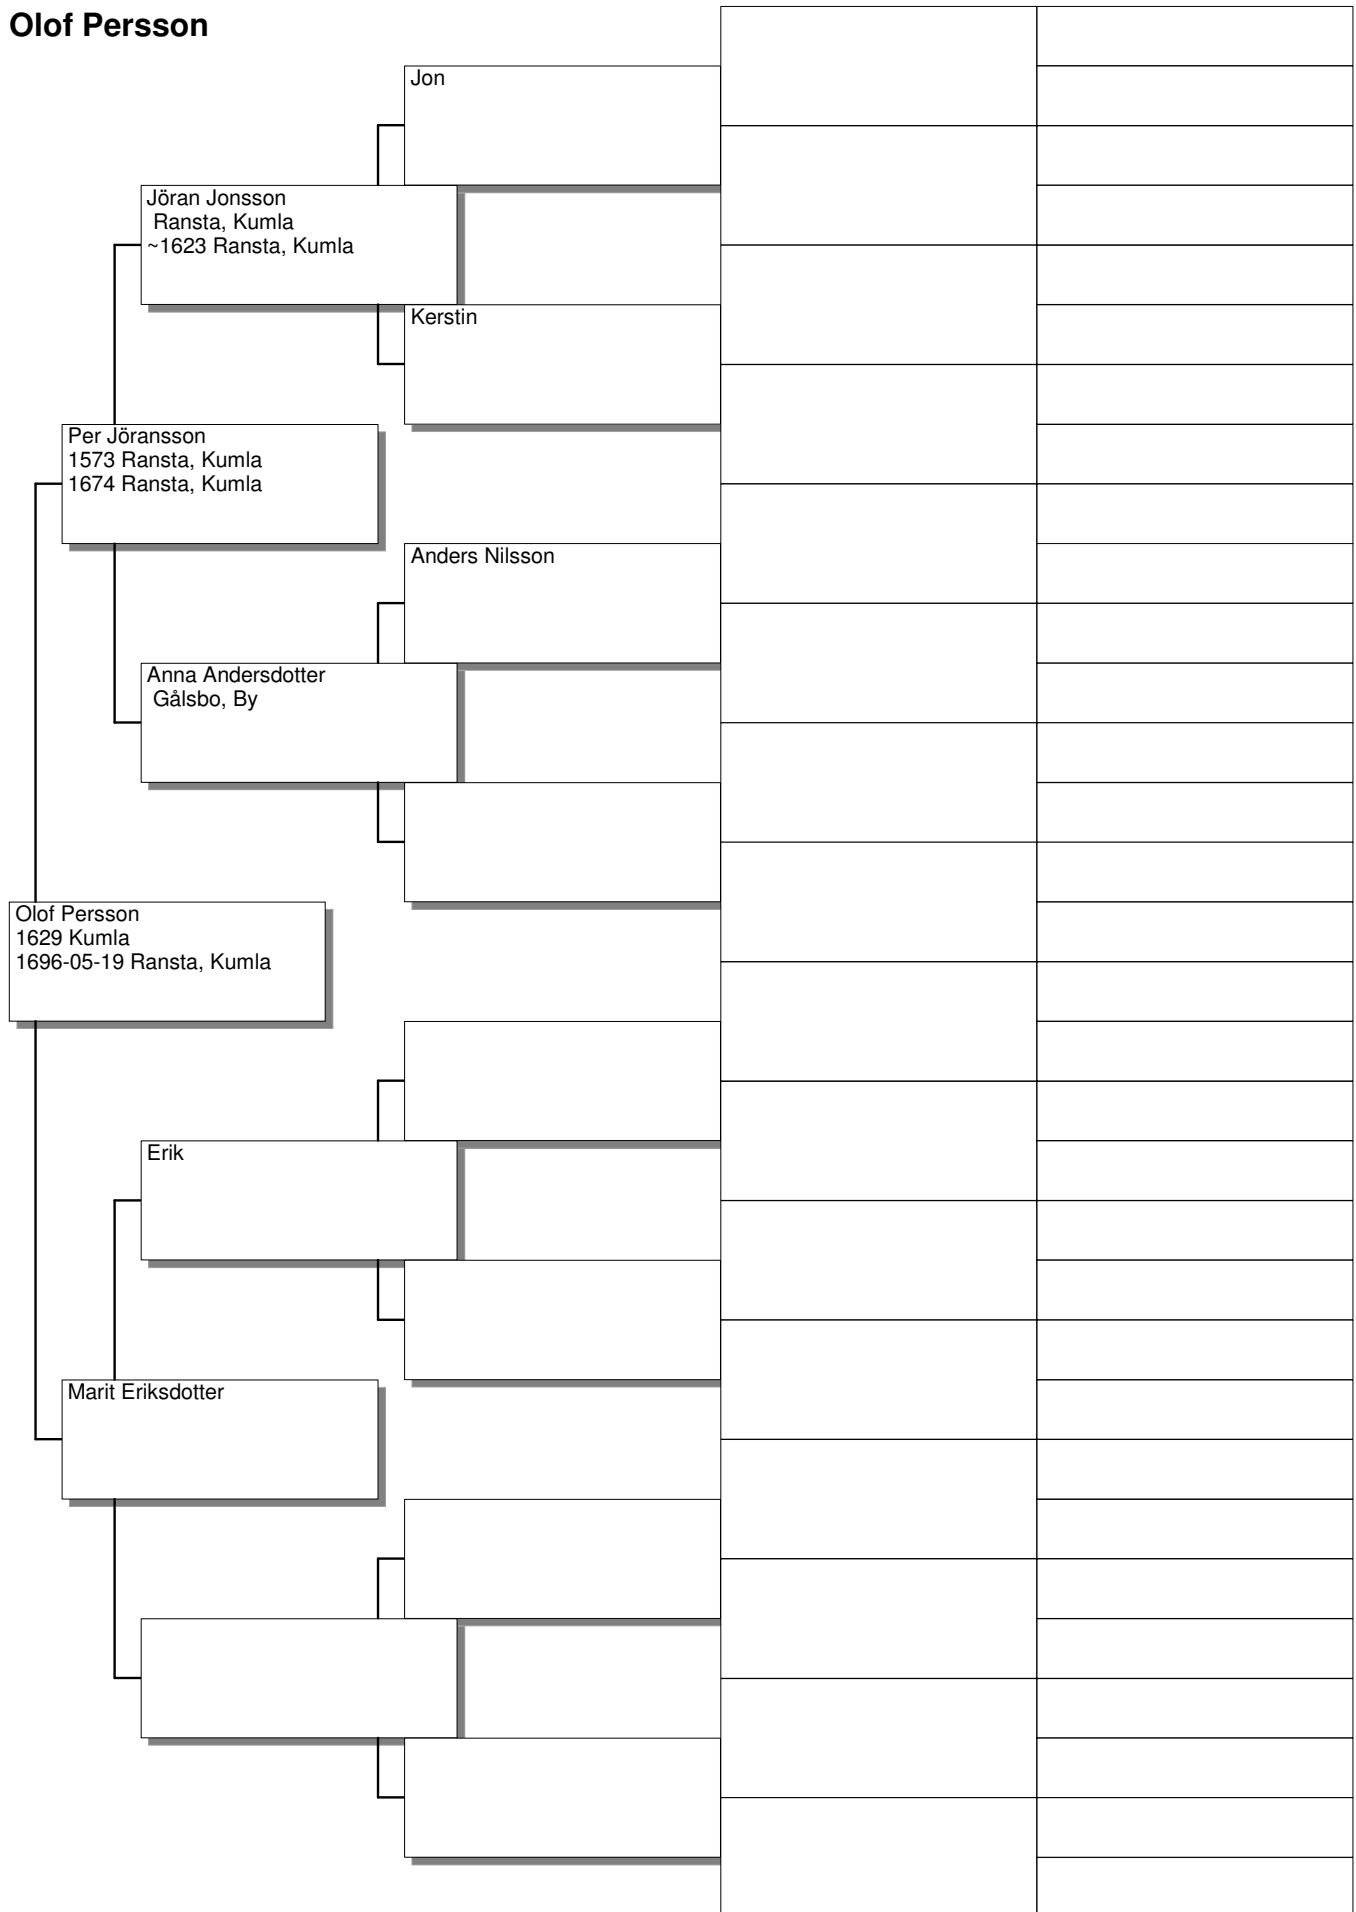 Olof Persson
Jon
Jöran Jonsson
Ransta, Kumla
~1623 Ransta, Kumla
Kerstin
Per Jöransson
1573 Ransta, Kumla
1674 Ransta, Kumla
Anders Nilsson
Anna Andersdotter
Gålsbo, By
Olof Persson
1629 Kumla
1696-05-19 Ransta, Kumla
Erik
Marit Eriksdotter